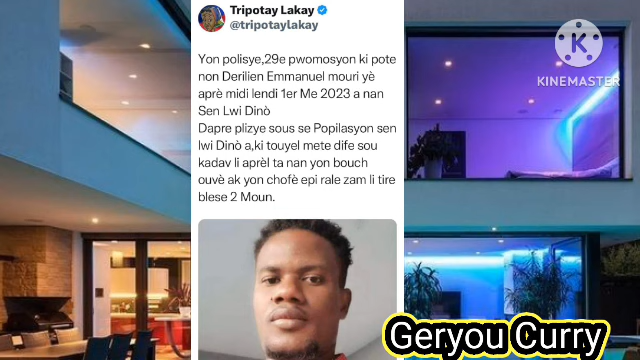 Tripotay Lakay
@tripotaylakay
Yon polisye,29e pwomosyon ki pote
non Derilien Emmanuel mouri yè
aprè midi lendi 1er Me 2023 a nan
Sen Lwi Dinò
Dapre plizye sous se Popilasyon sen
lwi Dinò a,ki touyel mete dife sou
kadav li aprèl ta nan yon bouch
ouvè ak yon chofè epi rale zam li tire
blese 2 Moun.
K
KINEMASTER
Geryou Curry